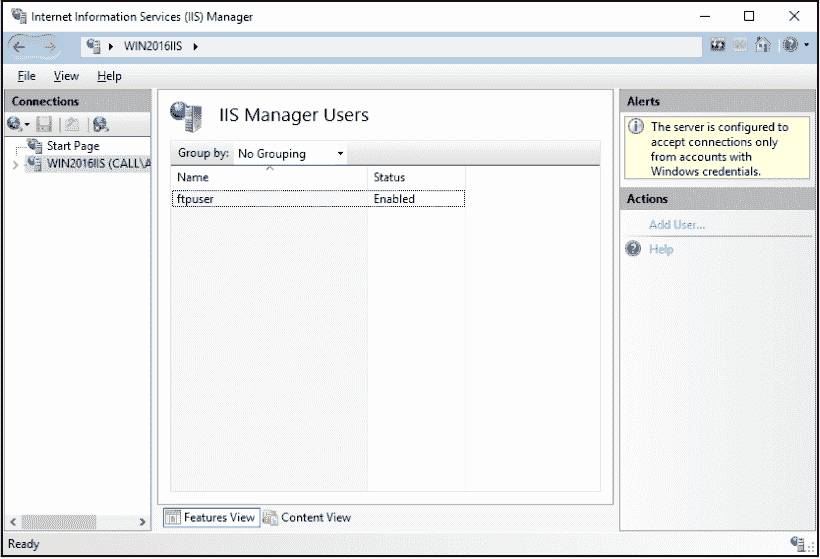 Internet Information Services (IIS) Manager
WIN2016IIS
File View Help
Connections
Start Page
WIN2016IIS (CALL\A
IIS Manager Users
Group by: No Grouping
Name Status
ftpuser Enabled
Features View Content View
Alerts
The server is configured to
accept connections only
from accounts with
Windows credentials.
Actions
Add User...
Help
Ready